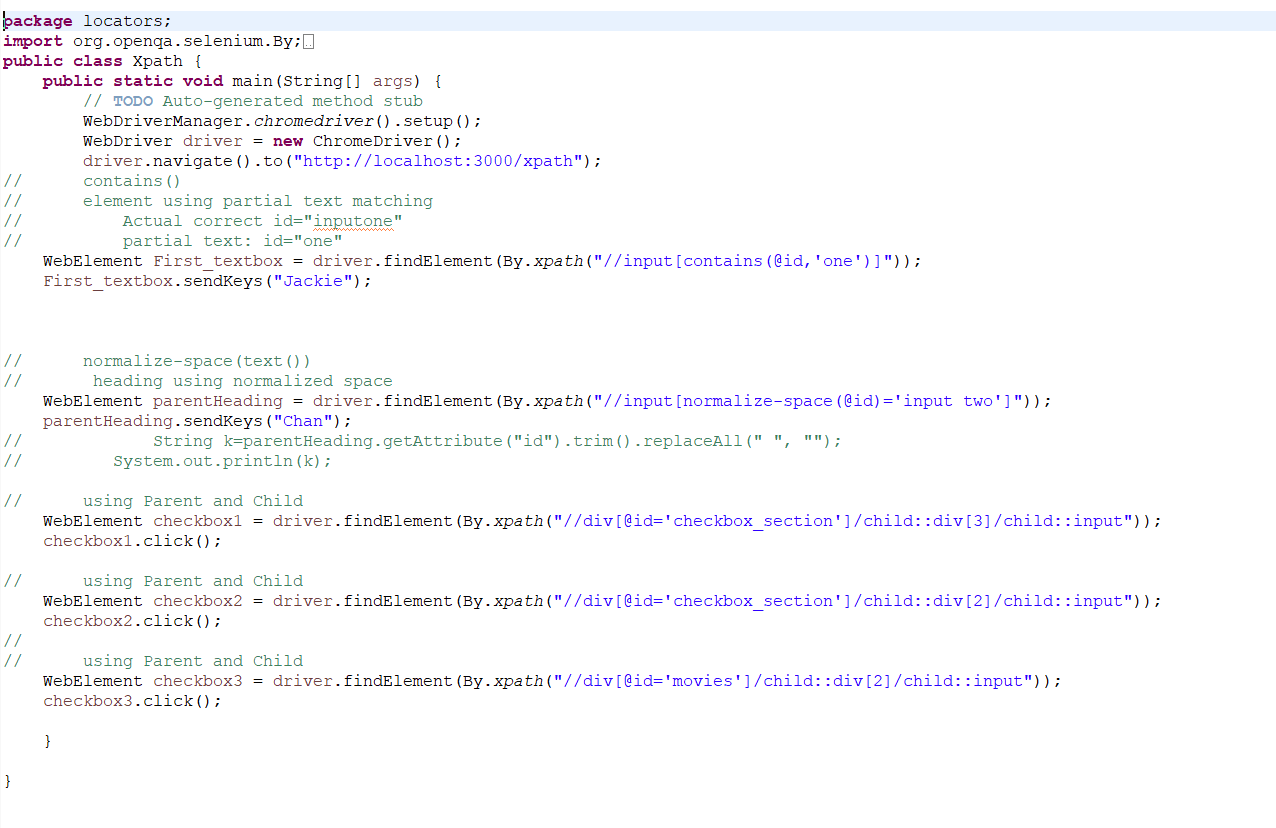 package locators;
import org.openqa.selenium.By;
public class Xpath {
    public static void main(String[] args) {
        // TODO Auto-generated method stub
        WebDriverManager.chromedriver().setup();
        WebDriver driver = new ChromeDriver();
        driver.navigate().to("http://localhost:3000/xpath");
//      contains()
//      element using partial text matching
//          Actual correct id="inputone"
//          partial text: id="one"
    WebElement First_textbox = driver.findElement(By.xpath("//input[contains(@id,'one')]"));
    First_textbox.sendKeys("Jackie");
//      normalize-space(text())
//       heading using normalized space
    WebElement parentHeading = driver.findElement(By.xpath("//input[normalize-space(@id)='input two']"));
    parentHeading.sendKeys("Chan");
//             String k=parentHeading.getAttribute("id").trim().replaceAll(" ", "");
//         System.out.println(k);
//      using Parent and Child
    WebElement checkbox1 = driver.findElement(By.xpath("//div[@id='checkbox_section']/child::div[3]/child::input"));
    checkbox1.click();
//      using Parent and Child
    WebElement checkbox2 = driver.findElement(By.xpath("//div[@id='checkbox_section']/child::div[2]/child::input"));
    checkbox2.click();
//
//      using Parent and Child
    WebElement checkbox3 = driver.findElement(By.xpath("//div[@id='movies']/child::div[2]/child::input"));
    checkbox3.click();
    }
}